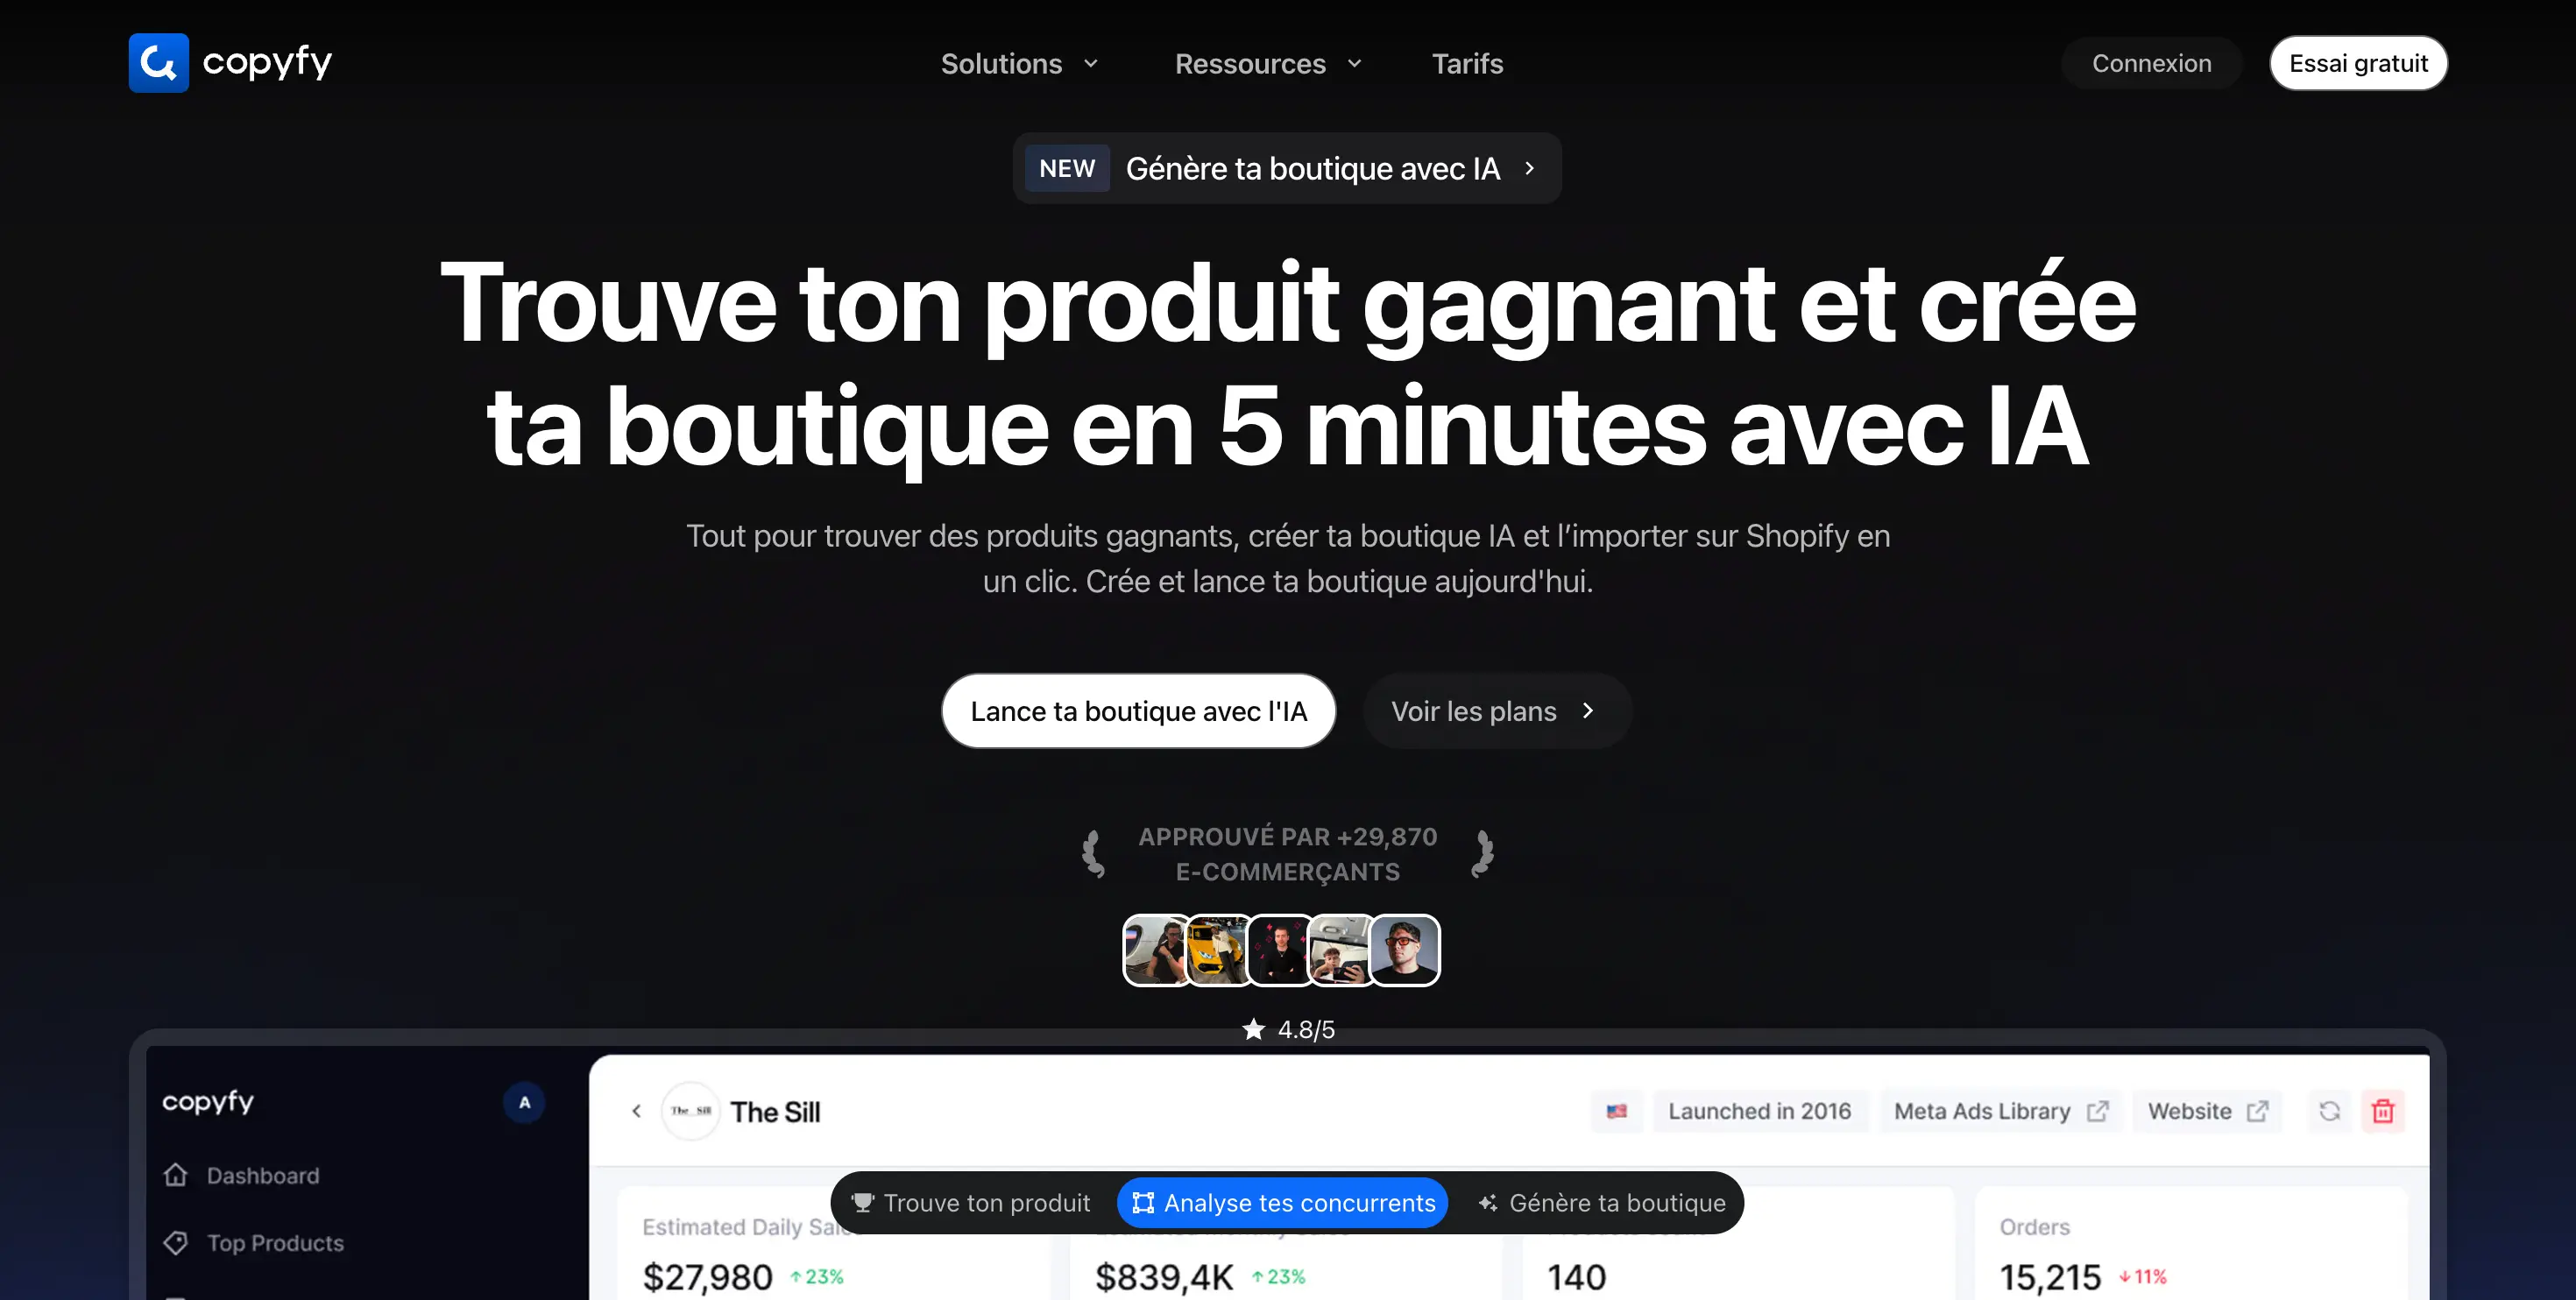 copyfy
Solutions
Ressources
Tarifs
Connexion
Essai gratuit
NEW Génère ta boutique avec IA
Trouve ton produit gagnant et crée
ta boutique en 5 minutes avec IA
Tout pour trouver des produits gagnants, créer ta boutique IA et l’importer sur Shopify en
un clic. Crée et lance ta boutique aujourd'hui.
Lance ta boutique avec l'IA
Voir les plans
APPROUVÉ PAR +29,870
E-COMMERÇANTS
4.8/5
copyfy
A
The Sill
The Sill
Launched in 2016
Meta Ads Library
Website
Dashboard
Top Products
Trouve ton produit
Analyse tes concurrents
Génère ta boutique
Estimated Daily
Orders
$27,980 23%
$839,4K 23%
140
15,215 11%